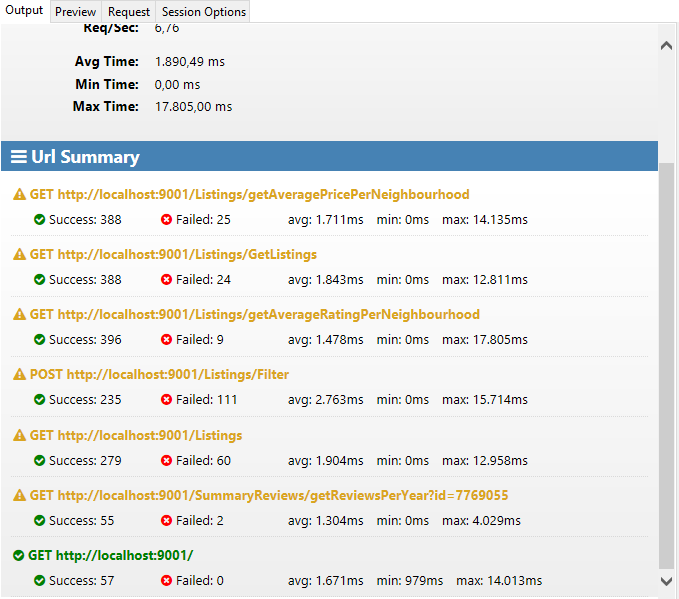 Output Preview Request Session Options
Req/Sec: 6,76
Avg Time: 1.890,49 ms
Min Time: 0,00 ms
Max Time: 17.805,00 ms
Url Summary
GET http://localhost:9001/Listings/getAveragePricePerNeighbourhood
Success: 388 Failed: 25 avg: 1.711ms min: 0ms max: 14.135ms
GET http://localhost:9001/Listings/GetListings
Success: 388 Failed: 24 avg: 1.843ms min: 0ms max: 12.811ms
GET http://localhost:9001/Listings/getAverageRatingPerNeighbourhood
Success: 396 Failed: 9 avg: 1.478ms min: 0ms max: 17.805ms
POST http://localhost:9001/Listings/Filter
Success: 235 Failed: 111 avg: 2.763ms min: 0ms max: 15.714ms
GET http://localhost:9001/Listings
Success: 279 Failed: 60 avg: 1.904ms min: 0ms max: 12.958ms
GET http://localhost:9001/SummaryReviews/getReviewsPerYear?id=7769055
Success: 55 Failed: 2 avg: 1.304ms min: 0ms max: 4.029ms
GET http://localhost:9001/
Success: 57 Failed: 0 avg: 1.671ms min: 979ms max: 14.013ms